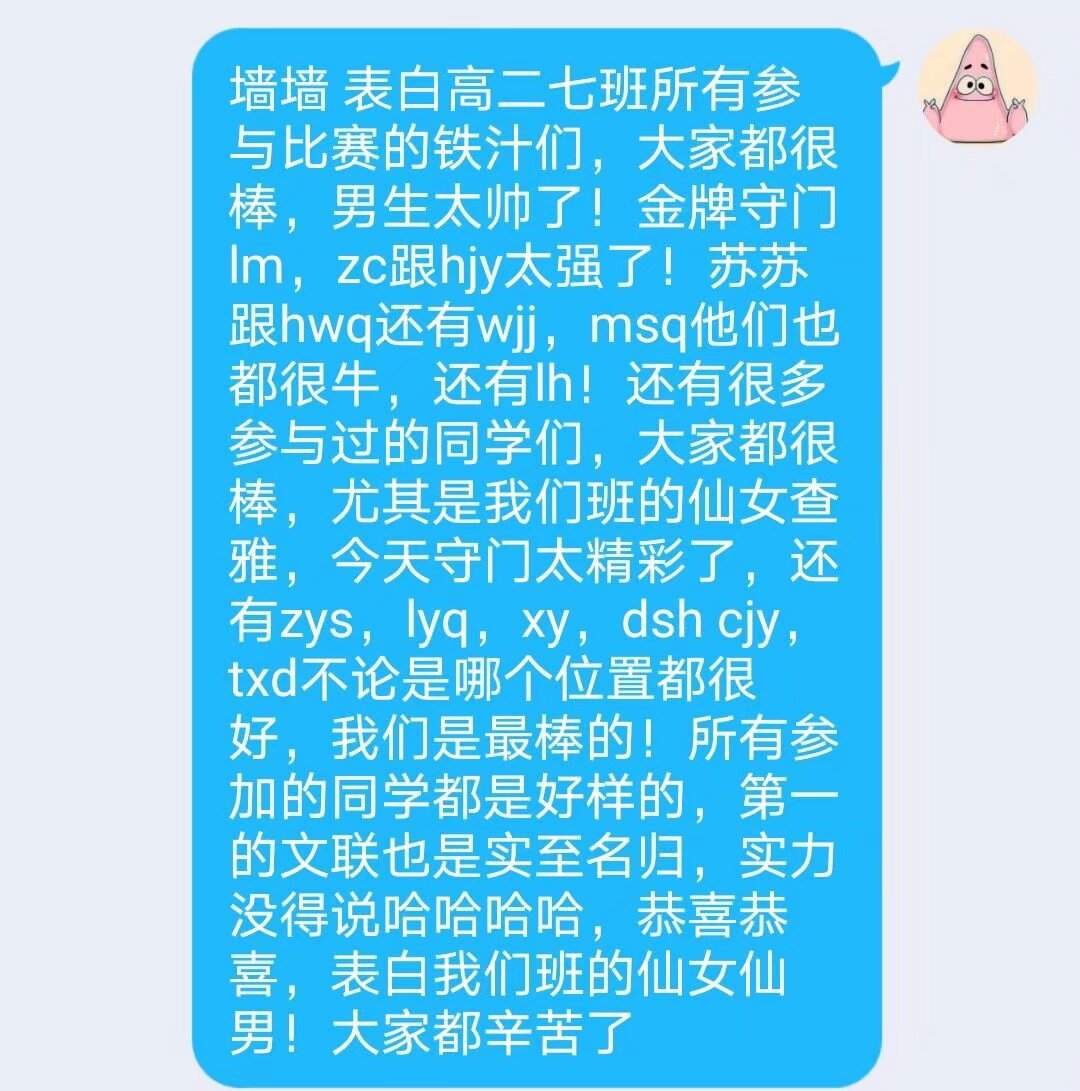 墙墙 表白高二七班所有参
与比赛的铁汁们，大家都很
棒，男生太帅了！金牌守门
lm，zc跟hjy太强了！苏苏
跟hwq还有wjj，msq他们也
都很牛，还有lh！还有很多
参与过的同学们，大家都很
棒，尤其是我们班的仙女查
雅，今天守门太精彩了，还
有zys，lyq，xy，dsh cjy，
txd不论是哪个位置都很
好，我们是最棒的！所有参
加的同学都是好样的，第一
的文联也是实至名归，实力
没得说哈哈哈哈，恭喜恭
喜，表白我们班的仙女仙
男！大家都辛苦了